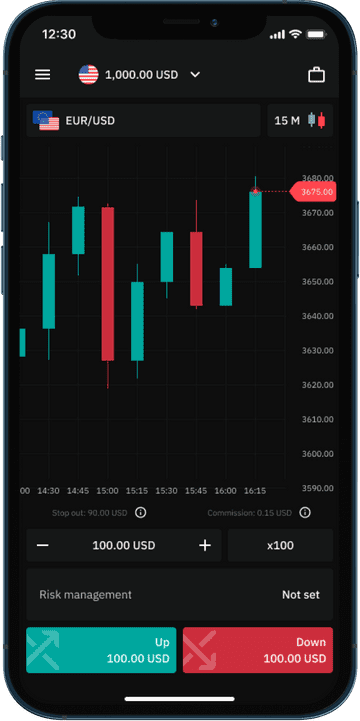 12:30
1,000.00 USD
EUR/USD
15 M
3680.00
3675.00
3670.00
3660.00
3650.00
3640.00
3630.00
3620.00
3610.00
3600.00
3590.00
00 14:30 14:45 15:00 15:15 15:30 15:45 16:00 16:15
Stop out: 90.00 USD
Commission: 0.15 USD
— 100.00 USD +
x100
Risk management
Not set
Up
100.00 USD
Down
100.00 USD